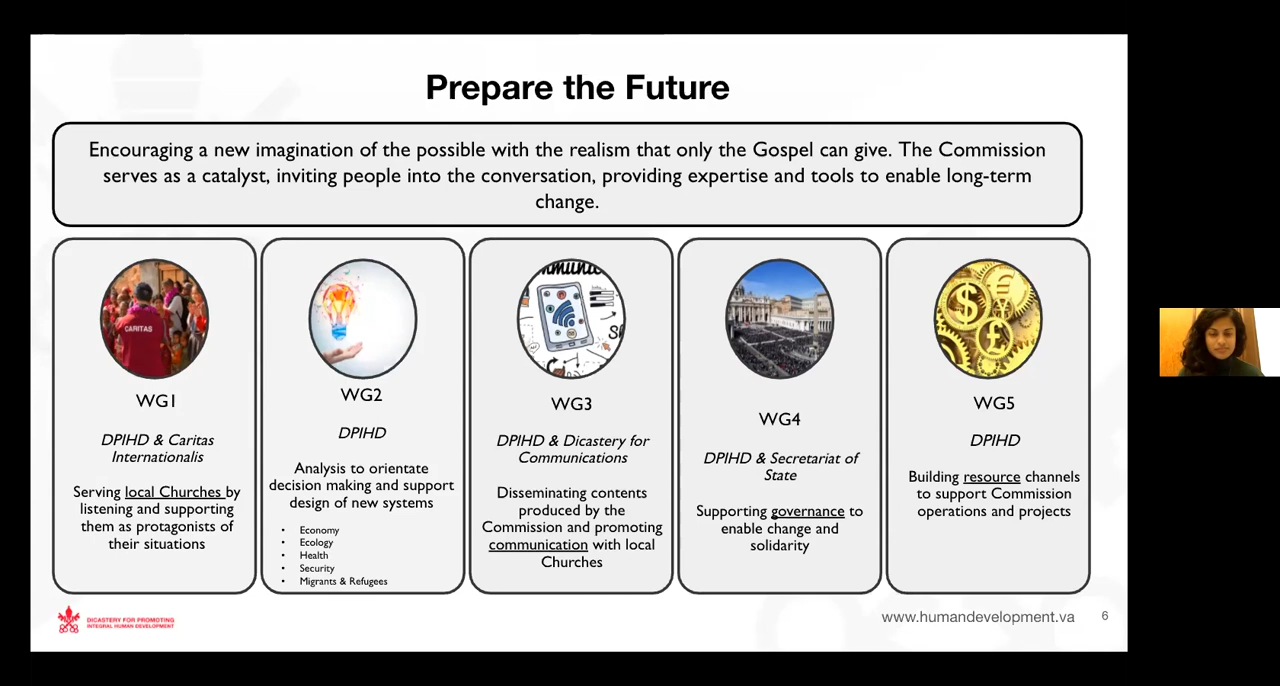 Prepare the Future
Encouraging a new imagination of the possible with the realism that only the Gospel can give. The Commission
serves as a catalyst, inviting people into the conversation, providing expertise and tools to enable long-term
change.
CARITAS
WG1
DPIHD & Caritas
Internationalis
Serving local Churches by
listening and supporting
them as protagonists of
their situations
WG2
DPIHD
Analysis to orientate
decision making and support
design of new systems
• Economy
• Ecology
• Health
• Security
• Migrants & Refugees
WG3
DPIHD & Dicastery for
Communications
Disseminating contents
produced by the
Commission and promoting
communication with local
Churches
WG4
DPIHD & Secretariat of
State
Supporting governance to
enable change and
solidarity
$ € £
WG5
DPIHD
Building resource channels
to support Commission
operations and projects
DICASTERY FOR PROMOTING
INTEGRAL HUMAN DEVELOPMENT
www.humandevelopment.va 6